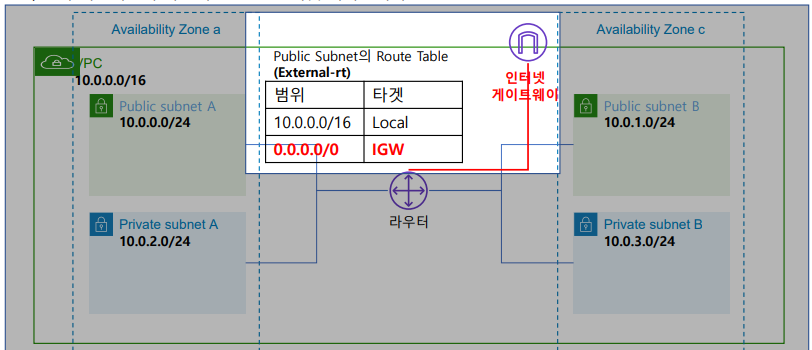 Availability Zone a
Availability Zone c
Public Subnet의 Route Table
(External-rt)
범위 타겟
10.0.0.0/16 Local
0.0.0.0/0 IGW
인터넷
게이트웨이
/PC
10.0.0.0/16
Public subnet A
10.0.0.0/24
Public subnet B
10.0.1.0/24
라우터
Private subnet A
10.0.2.0/24
Private subnet B
10.0.3.0/24